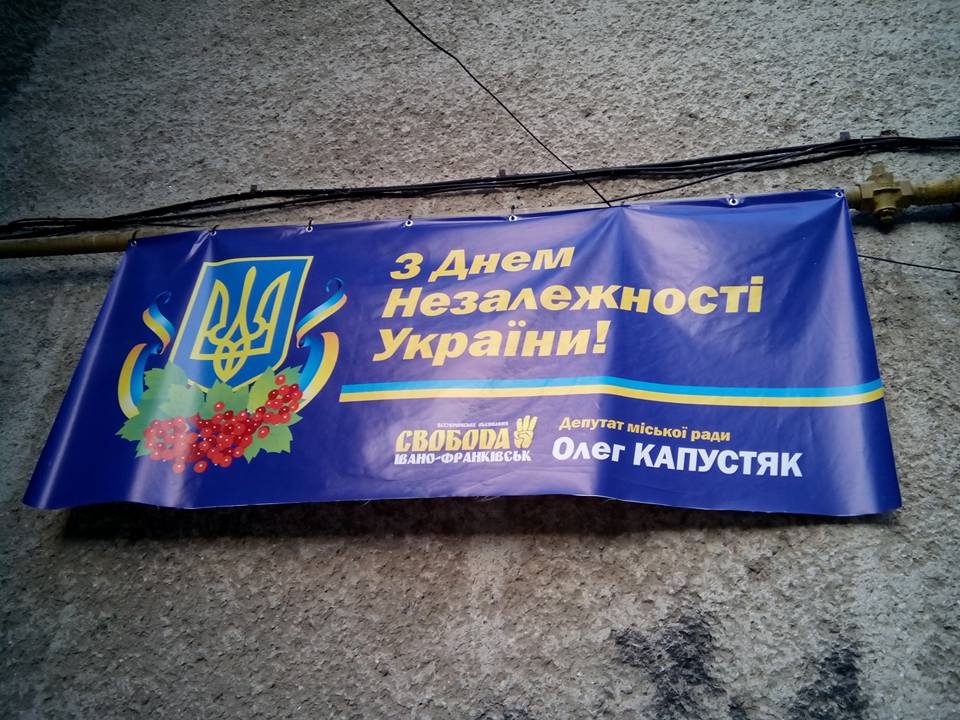 З Днем
Незалежності
України!
ВСЕУКРАЇНСЬКЕ ОБ'ЄДНАННЯ
СВОБОДА
ІВАНО-ФРАНКІВСЬК
Депутат міської ради
Олег КАПУСТЯК